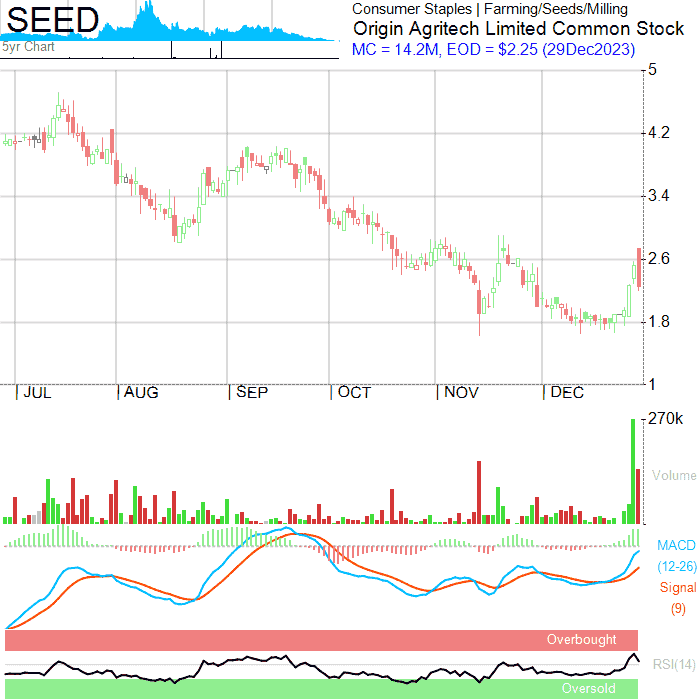 SEED
5yr Chart
Consumer Staples | Farming/Seeds/Milling
Origin Agritech Limited Common Stock
MC = 14.2M, EOD = $2.25 (29Dec2023)
5
4.2
3.4
2.6
1.8
1
JUL AUG SEP OCT NOV DEC
270k
Volume
MACD
(12-26)
Signal
(9)
Overbought
RSI(14)
Oversold